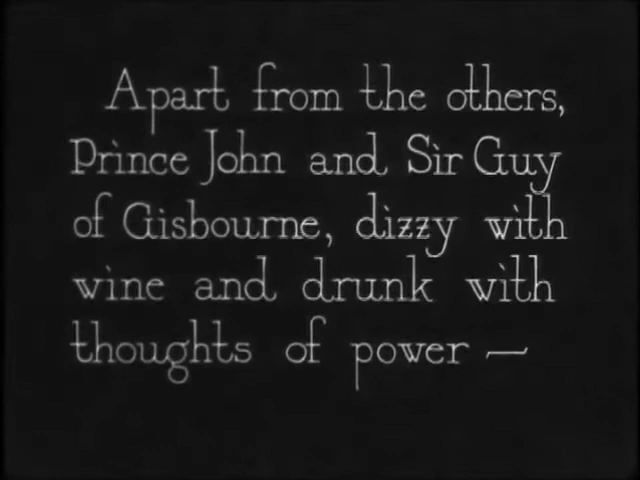 Apart from the others,
Prince John and Sir Guy
of Gisbourne, dizzy with
wine and drunk with
thoughts of power —